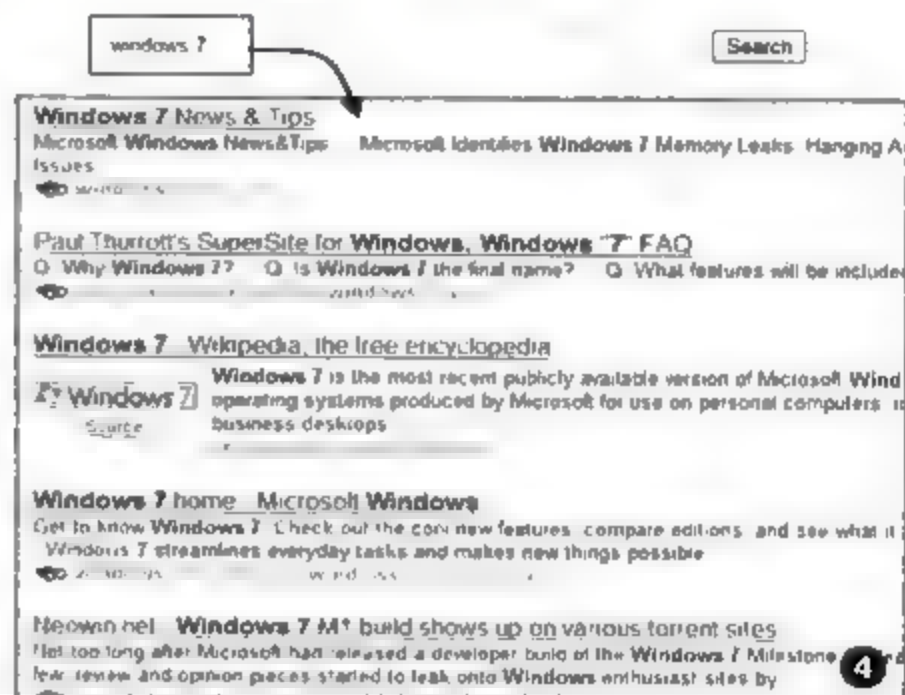 windows 7
Search
Windows 7 News & Tips
Microsoft Windows News&Tips Microsoft Identifies Windows 7 Memory Leaks Hanging
Issues
Paul Thurrott's SuperSite for Windows, Windows "7" FAQ
Q Why Windows 7? Q Is Windows 7 the final name? Q What features will be include
Windows 7 Wikipedia, the free encyclopedia
Windows 7 is the most recent publicly available version of Microsoft Wind
Windows 7 operating systems produced by Microsoft for use on personal computers
Source business desktops
Windows 7 home Microsoft Windows
Get to know Windows 7 Check out the new features, compare editions, and see what it
Windows 7 streamlines everyday tasks and makes new things possible
Neowin net Windows 7 M1 build shows up on various torrent sites
Not too long after Microsoft had released a developer build of the Windows 7 Milestone
few review and opinion pieces started to leak onto Windows enthusiast sites by
4